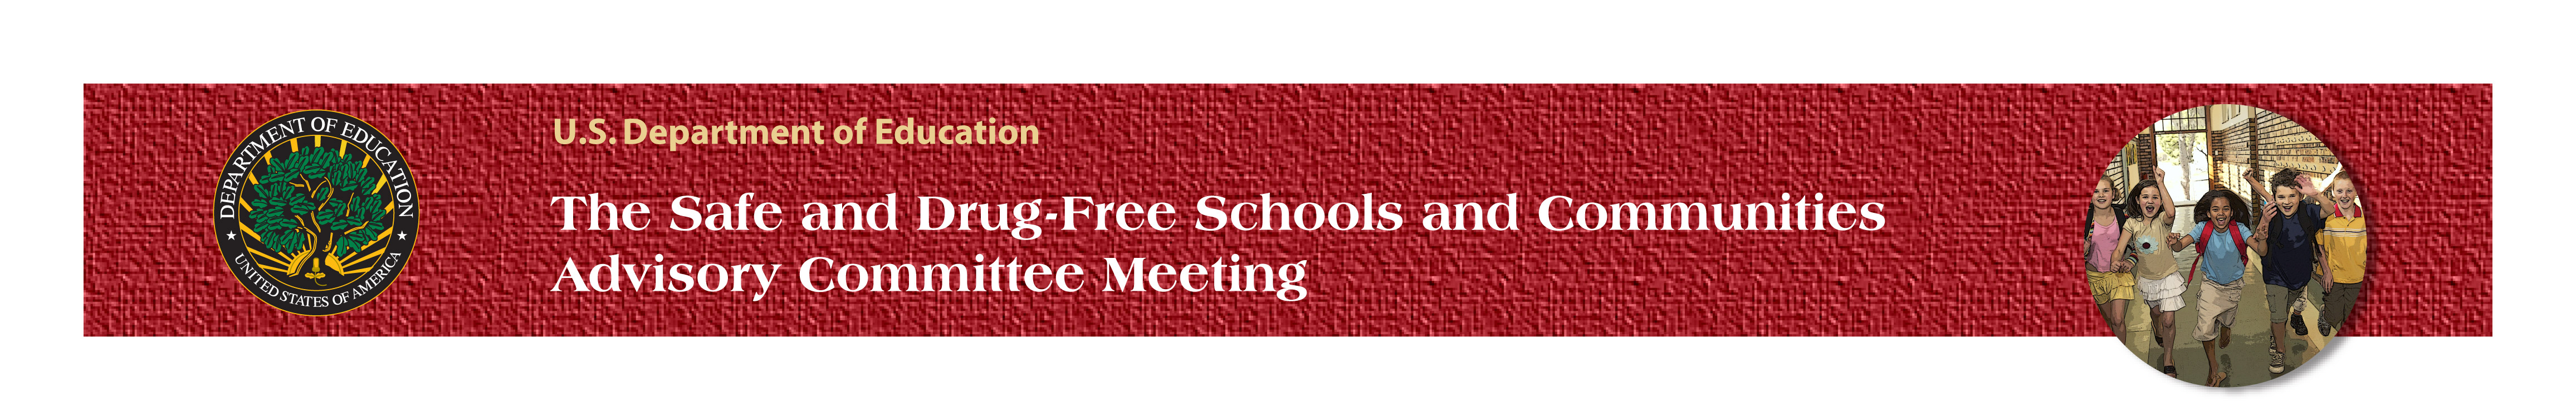 DEPARTMENT OF EDUCATION
UNITED STATES OF AMERICA
U.S. Department of Education
The Safe and Drug-Free Schools and Communities
Advisory Committee Meeting